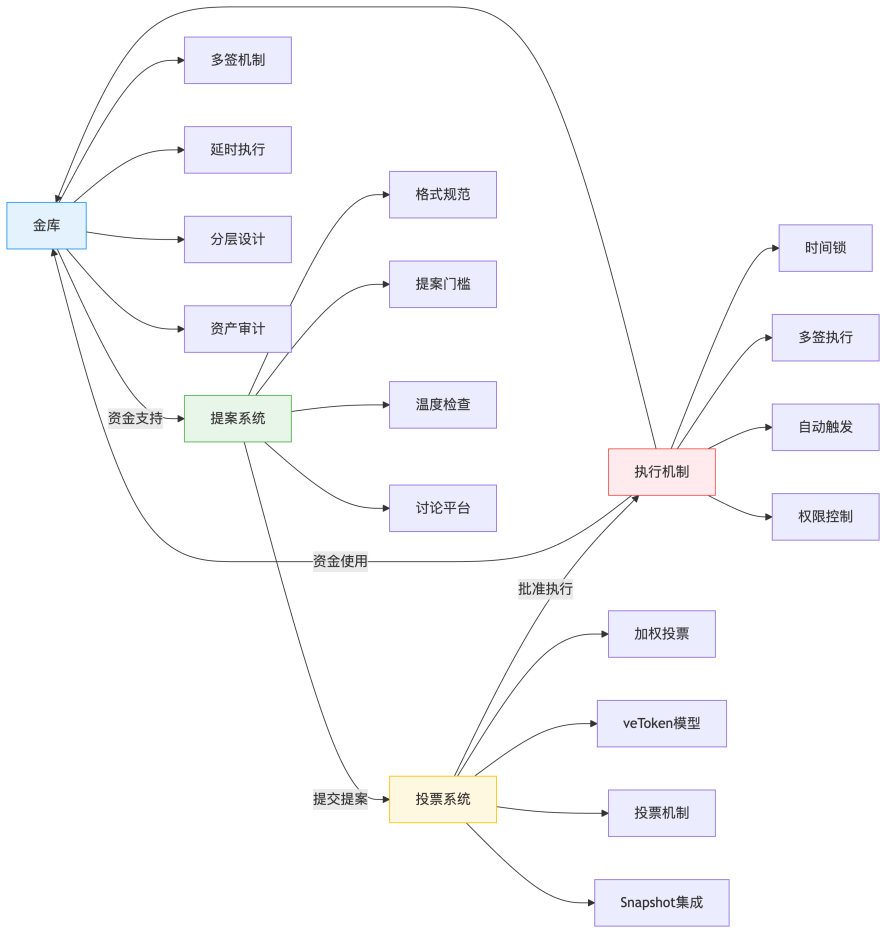 多签机制
延时执行
格式规范
金库
时间锁
分层设计
提案门槛
资产审计
多签执行
温度检查
资金支持
提案系统
自动触发
执行机制
讨论平台
权限控制
资金使用
批准执行
加权投票
veToken模型
提交提案
投票系统
投票机制
Snapshot集成